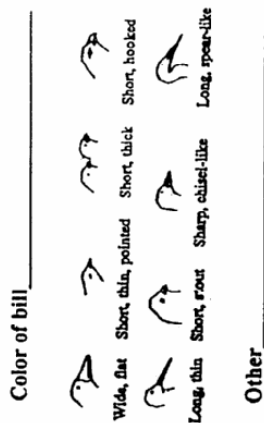 Color of bill
Wide, flat Short, thin, pointed Short, thick Short, hooked
Long, thin Short, stout Sharp, chisel-like Long, spear-like
Other